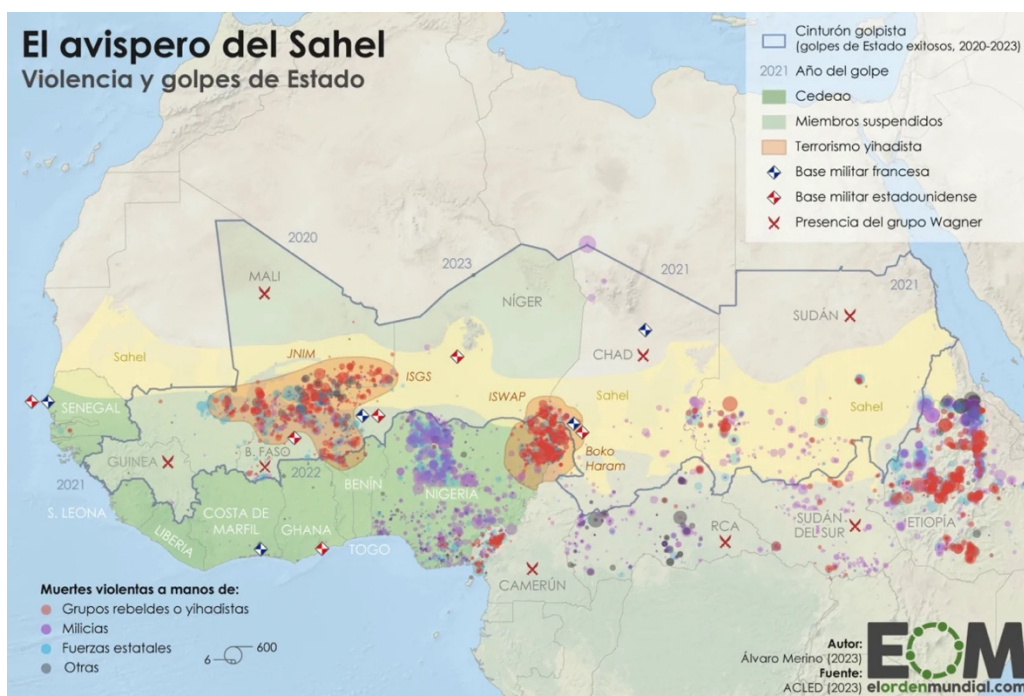 El avispero del Sahel
Violencia y golpes de Estado
Cinturón golpista
(golpes de Estado exitosos, 2020-2023)
2021 Año del golpe
Cedeao
Miembros suspendidos
Terrorismo yihadista
Base militar francesa
Base militar estadounidense
Presencia del grupo Wagner
2020
2023
2021
2021
MALI
NÍGER
SUDÁN
CHAD
Sahel
JNIM
ISGS
ISWAP
Sahel
Sahel
SENEGAL
Boko
Haram
GUINEA
B. FASO
2022
2021
BENÍN
NIGERIA
S. LEONA
COSTA DE
MARFIL
GHANA
LIBERIA
TOGO
RCA
SUDÁN
DEL SUR
ETIOPÍA
CAMERÚN
Muertes violentas a manos de:
Grupos rebeldes o yihadistas
Milicias
Fuerzas estatales
Otras
6
600
Autor:
Álvaro Merino (2023)
Fuente:
ACLED (2023)
EOM
elordenmundial.com